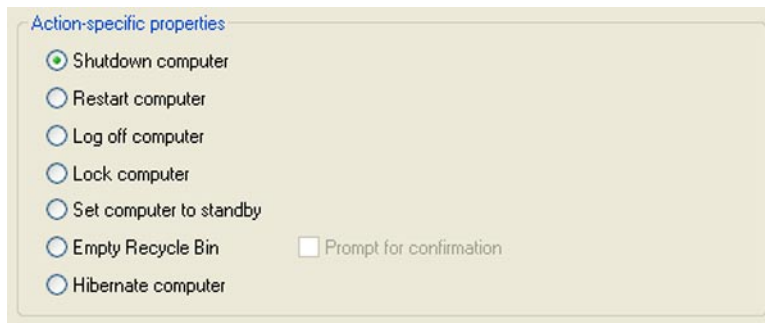 Action-specific properties
Shutdown computer
Restart computer
Log off computer
Lock computer
Set computer to standby
Empty Recycle Bin Prompt for confirmation
Hibernate computer